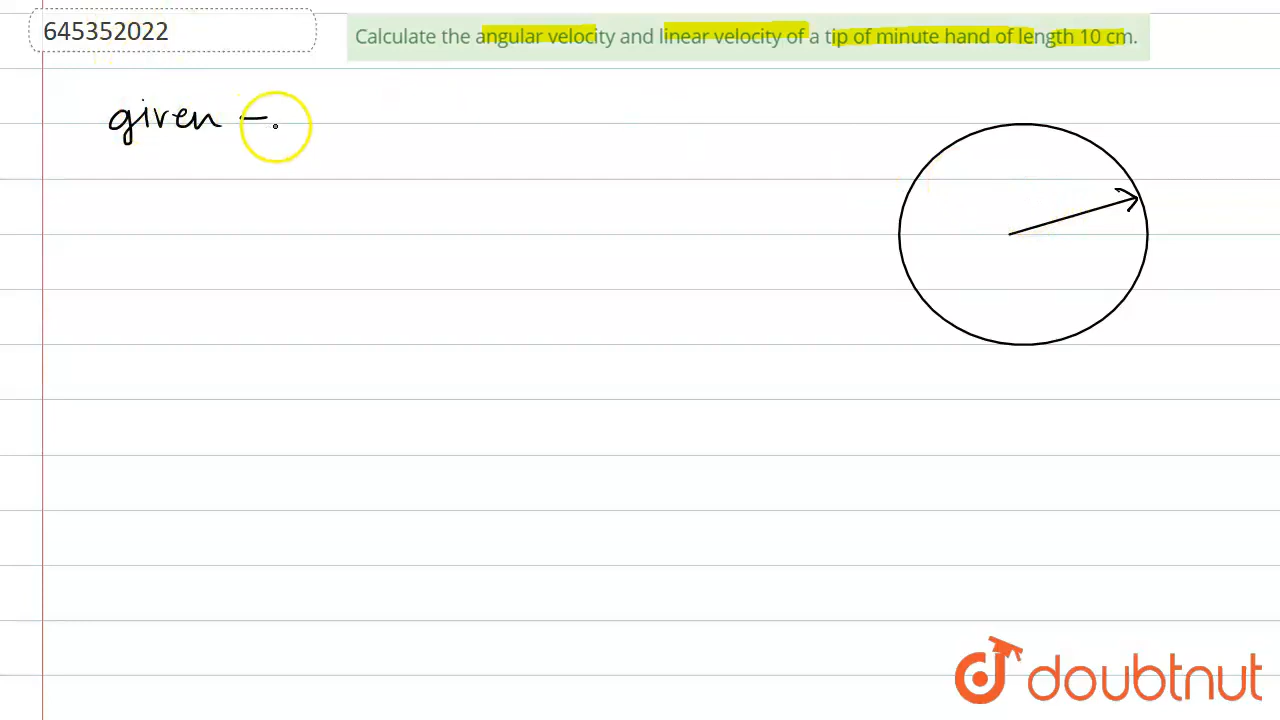 645352022
Calculate the angular velocity and linear velocity of a tip of minute hand of length 10 cm.
given -
doubtnut